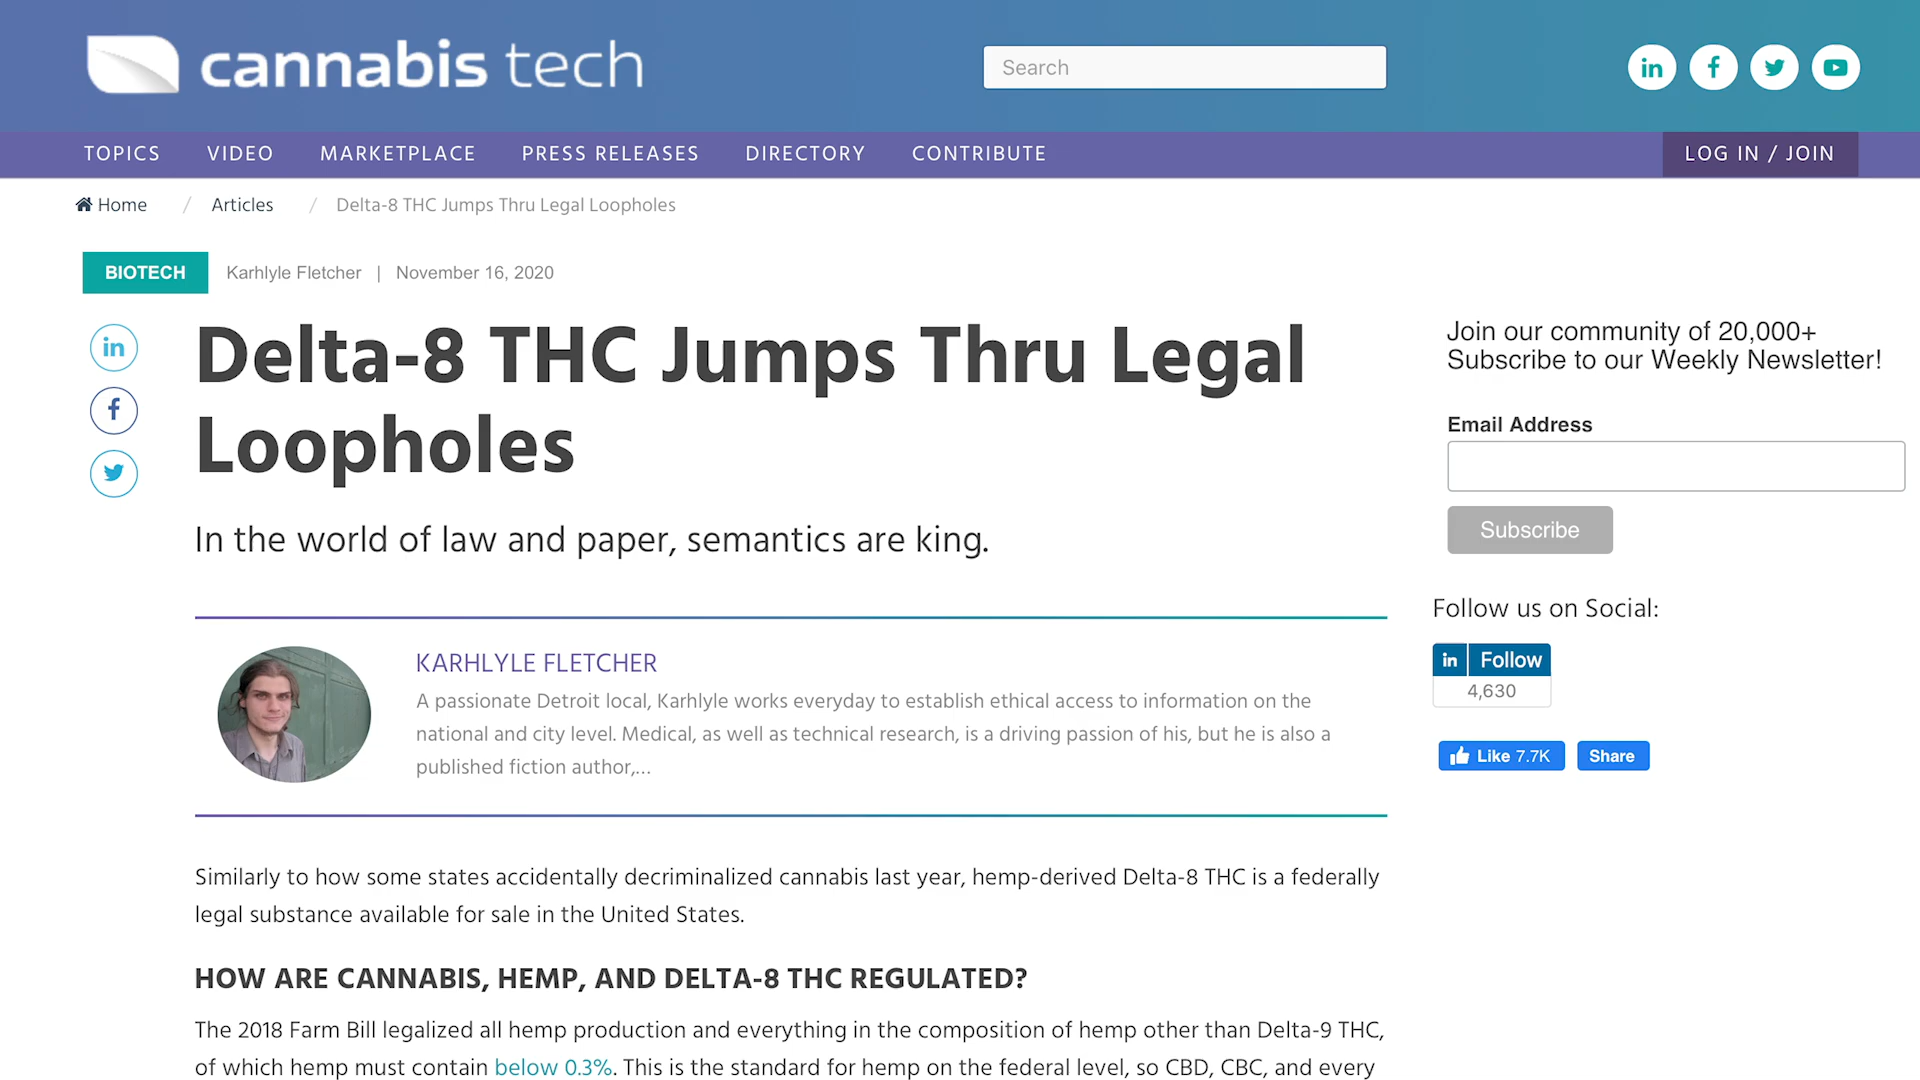 cannabis tech
Search
TOPICS VIDEO MARKETPLACE PRESS RELEASES DIRECTORY CONTRIBUTE LOG IN / JOIN
Home / Articles / Delta-8 THC Jumps Thru Legal Loopholes
BIOTECH Karhlyle Fletcher | November 16, 2020
Delta-8 THC Jumps Thru Legal
Loopholes
In the world of law and paper, semantics are king.
KARHLYLE FLETCHER
A passionate Detroit local, Karhlyle works everyday to establish ethical access to information on the
national and city level. Medical, as well as technical research, is a driving passion of his, but he is also a
published fiction author,...
Similarly to how some states accidentally decriminalized cannabis last year, hemp-derived Delta-8 THC is a federally
legal substance available for sale in the United States.
HOW ARE CANNABIS, HEMP, AND DELTA-8 THC REGULATED?
The 2018 Farm Bill legalized all hemp production and everything in the composition of hemp other than Delta-9 THC,
of which hemp must contain below 0.3%. This is the standard for hemp on the federal level, so CBD, CBC, and every
Join our community of 20,000+
Subscribe to our Weekly Newsletter!
Email Address
Subscribe
Follow us on Social:
in Follow
4,630
Like 7.7K Share